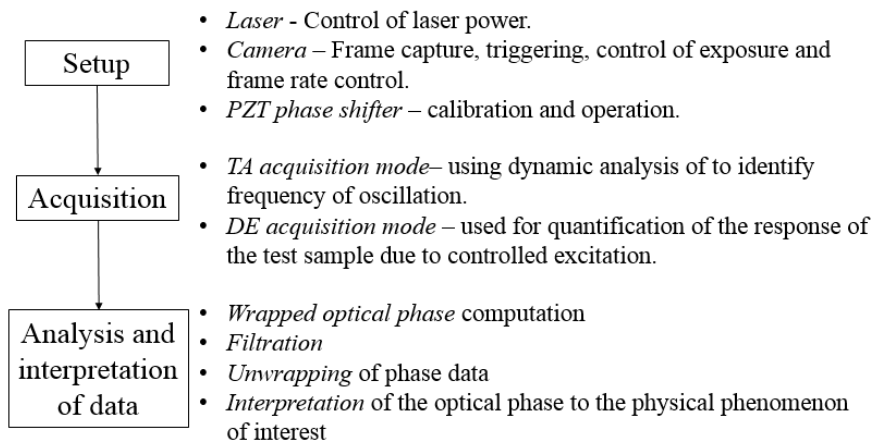 Setup
• Laser - Control of laser power.
• Camera – Frame capture, triggering, control of exposure and
frame rate control.
• PZT phase shifter – calibration and operation.
Acquisition
• TA acquisition mode– using dynamic analysis of to identify
frequency of oscillation.
• DE acquisition mode – used for quantification of the response of
the test sample due to controlled excitation.
Analysis and
interpretation
of data
• Wrapped optical phase computation
• Filtration
• Unwrapping of phase data
• Interpretation of the optical phase to the physical phenomenon
of interest